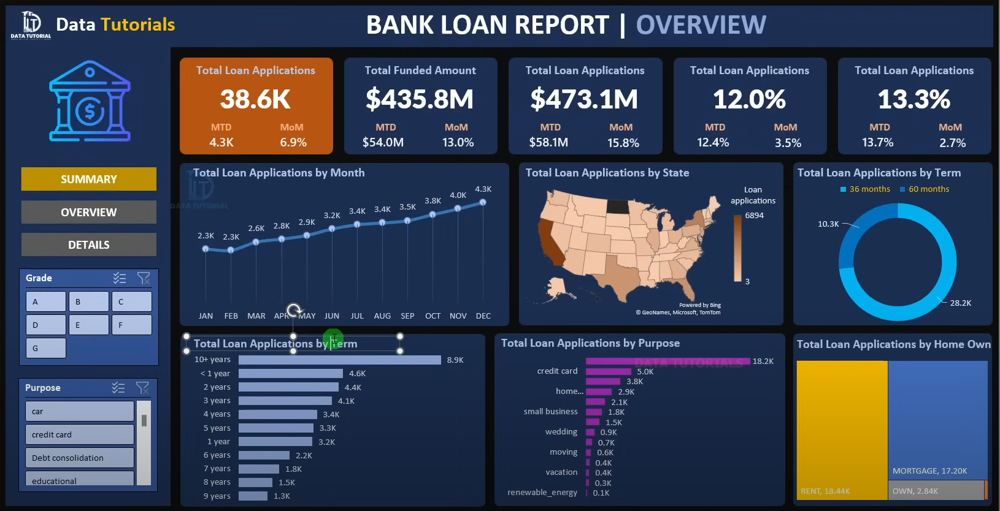 DATA TUTORIAL
Data Tutorials
BANK LOAN REPORT | OVERVIEW
Total Loan Applications
38.6K
MTD
MoM
4.3K
6.9%
Total Funded Amount
$435.8M
MTD
MoM
$54.0M
13.0%
Total Loan Applications
$473.1M
MTD
MoM
$58.1M
15.8%
Total Loan Applications
12.0%
MTD
MoM
12.4%
3.5%
Total Loan Applications
13.3%
MTD
MoM
13.7%
2.7%
SUMMARY
OVERVIEW
DETAILS
Grade
A
B
C
D
E
F
G
Purpose
car
credit card
Debt consolidation
educational
Total Loan Applications by Month
DATA TUTORIAL
2.3K
2.3K
2.6K
2.8K
2.9K
3.2K
3.4K
3.4K
3.5K
3.8K
4.0K
4.3K
JAN
FEB
MAR
APR
MAY
JUN
JUL
AUG
SEP
OCT
NOV
DEC
Total Loan Applications by State
Loan
applications
6894
3
Powered by Bing
© GeoNames, Microsoft, TomTom
Total Loan Applications by Term
36 months
60 months
10.3K
28.2K
Total Loan Applications by Term
10+ years 8.9K
< 1 year 4.6K
2 years 4.4K
3 years 4.1K
4 years 3.4K
5 years 3.3K
1 year 3.2K
6 years 2.2K
7 years 1.8K
8 years 1.5K
9 years 1.3K
Total Loan Applications by Purpose
DATA TUTORIALS
18.2K
credit card 5.0K
3.8K
home... 2.9K
2.1K
small business 1.8K
1.5K
wedding 0.9K
0.7K
moving 0.6K
0.4K
vacation 0.4K
0.3K
renewable_energy 0.1K
Total Loan Applications by Home Own
RENT, 18.44K
MORTGAGE, 17.20K
OWN, 2.84K